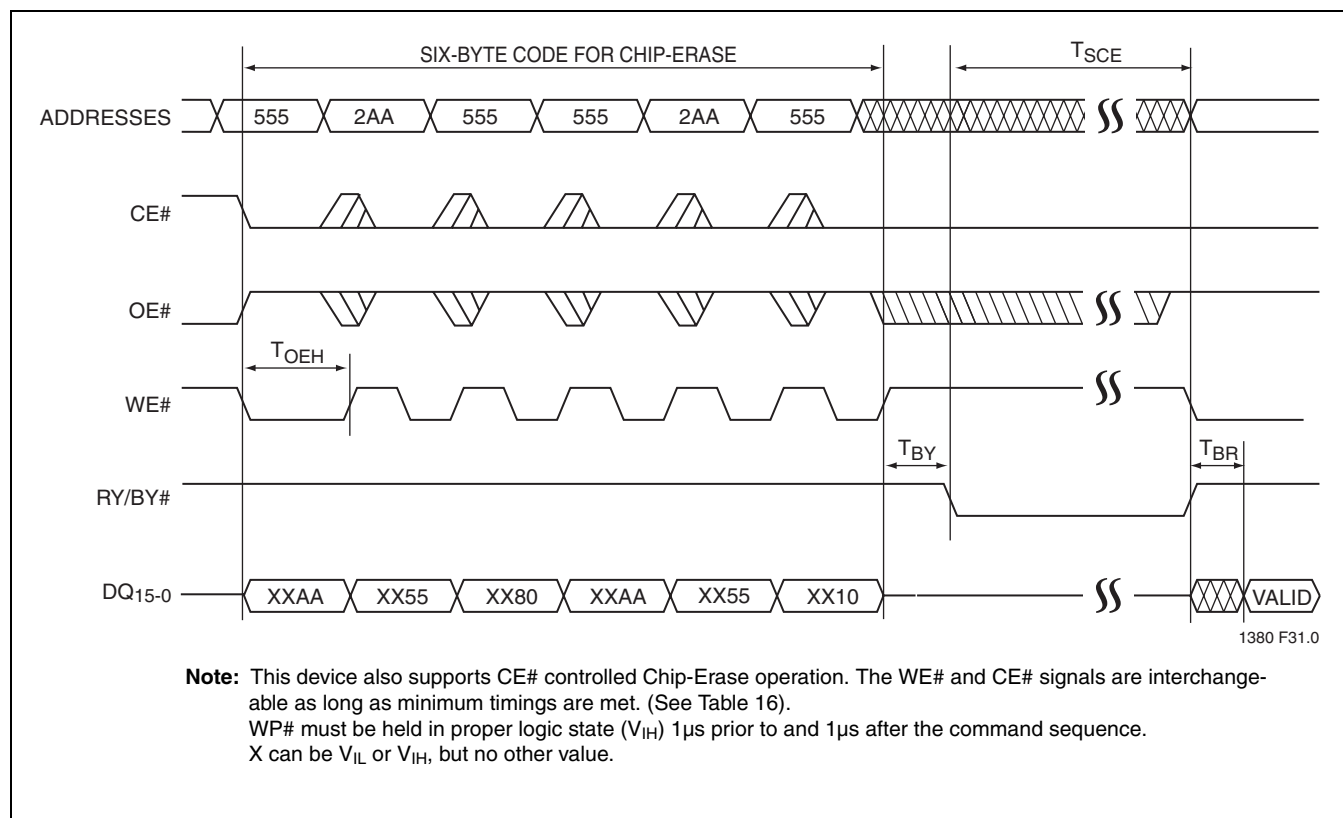 SIX-BYTE CODE FOR CHIP-ERASE
TSCE
ADDRESSES 555 2AA 555 555 2AA 555
CE#
OE#
TOEH
WE#
TBY TBR
RY/BY#
DQ15-0 XXAA XX55 XX80 XXAA XX55 XX10 VALID
1380 F31.0
Note: This device also supports CE# controlled Chip-Erase operation. The WE# and CE# signals are interchange-
able as long as minimum timings are met. (See Table 16).
WP# must be held in proper logic state (VIH) 1µs prior to and 1µs after the command sequence.
X can be VIL or VIH, but no other value.